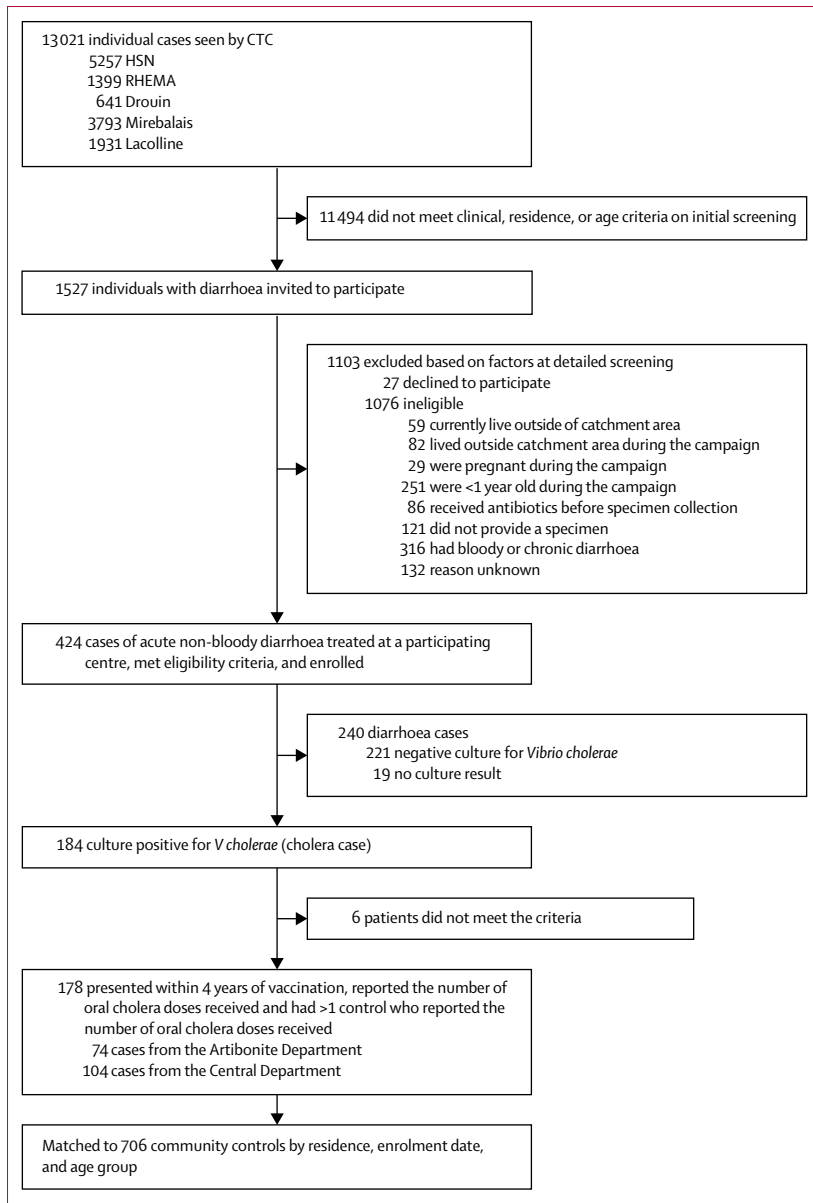 13 021 individual cases seen by CTC
5257 HSN
1399 RHEMA
641 Drouin
3793 Mirebalais
1931 Lacolline
11 494 did not meet clinical, residence, or age criteria on initial screening
1527 individuals with diarrhoea invited to participate
1103 excluded based on factors at detailed screening
27 declined to participate
1076 ineligible
59 currently live outside of catchment area
82 lived outside catchment area during the campaign
29 were pregnant during the campaign
251 were <1 year old during the campaign
86 received antibiotics before specimen collection
121 did not provide a specimen
316 had bloody or chronic diarrhoea
132 reason unknown
424 cases of acute non-bloody diarrhoea treated at a participating
centre, met eligibility criteria, and enrolled
240 diarrhoea cases
221 negative culture for Vibrio cholerae
19 no culture result
184 culture positive for V cholerae (cholera case)
6 patients did not meet the criteria
178 presented within 4 years of vaccination, reported the number of
oral cholera doses received and had >1 control who reported the
number of oral cholera doses received
74 cases from the Artibonite Department
104 cases from the Central Department
Matched to 706 community controls by residence, enrolment date,
and age group